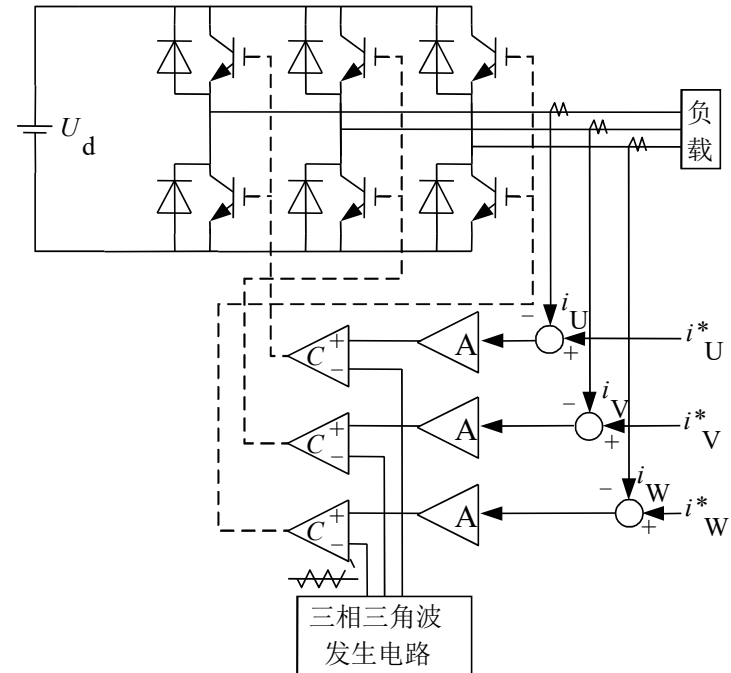 U d
负
载
− i U
+
i* U
C + −
A
− i V
+
i* V
C + −
A
− i W
+
i* W
C + −
A
三相三角波
发生电路